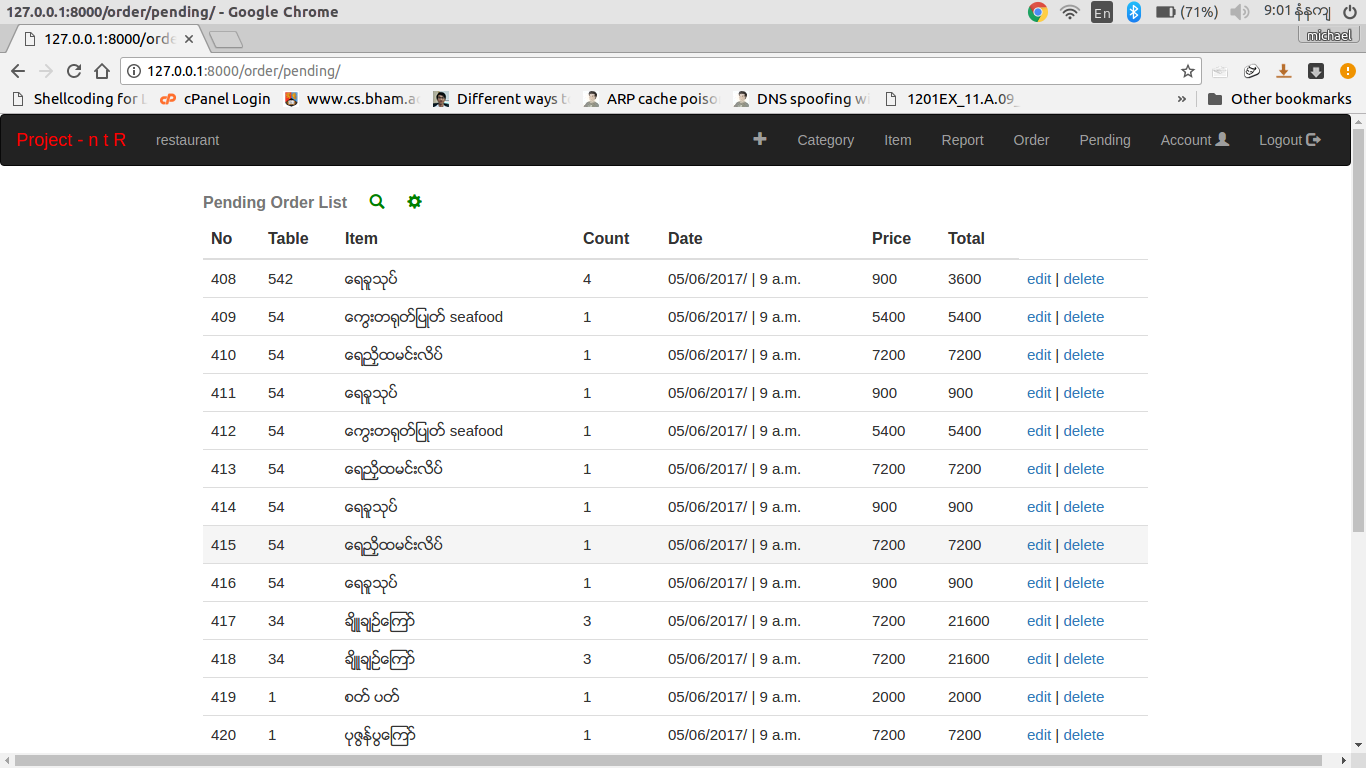 127.0.0.1:8000/order/pending/ - Google Chrome En (71%) 9:01 နံနက်
127.0.0.1:8000/orde michael
127.0.0.1:8000/order/pending/
Shellcoding for L cPanel Login www.cs.bham.ac Different ways t ARP cache poiso DNS spoofing wi 1201EX_11.A.09_ » Other bookmarks
Project - n t R restaurant Category Item Report Order Pending Account Logout
Pending Order List
No Table Item Count Date Price Total
408 542 ရေခူသုပ် 4 05/06/2017/ | 9 a.m. 900 3600 edit | delete
409 54 ကွေးတရုတ်ပြုတ် seafood 1 05/06/2017/ | 9 a.m. 5400 5400 edit | delete
410 54 ရေညှိထမင်းလိပ် 1 05/06/2017/ | 9 a.m. 7200 7200 edit | delete
411 54 ရေခူသုပ် 1 05/06/2017/ | 9 a.m. 900 900 edit | delete
412 54 ကွေးတရုတ်ပြုတ် seafood 1 05/06/2017/ | 9 a.m. 5400 5400 edit | delete
413 54 ရေညှိထမင်းလိပ် 1 05/06/2017/ | 9 a.m. 7200 7200 edit | delete
414 54 ရေခူသုပ် 1 05/06/2017/ | 9 a.m. 900 900 edit | delete
415 54 ရေညှိထမင်းလိပ် 1 05/06/2017/ | 9 a.m. 7200 7200 edit | delete
416 54 ရေခူသုပ် 1 05/06/2017/ | 9 a.m. 900 900 edit | delete
417 34 ချိူချဉ်ကြော် 3 05/06/2017/ | 9 a.m. 7200 21600 edit | delete
418 34 ချိူချဉ်ကြော် 3 05/06/2017/ | 9 a.m. 7200 21600 edit | delete
419 1 စတ် ပတ် 1 05/06/2017/ | 9 a.m. 2000 2000 edit | delete
420 1 ပုဇွန်ပွကြော် 1 05/06/2017/ | 9 a.m. 7200 7200 edit | delete